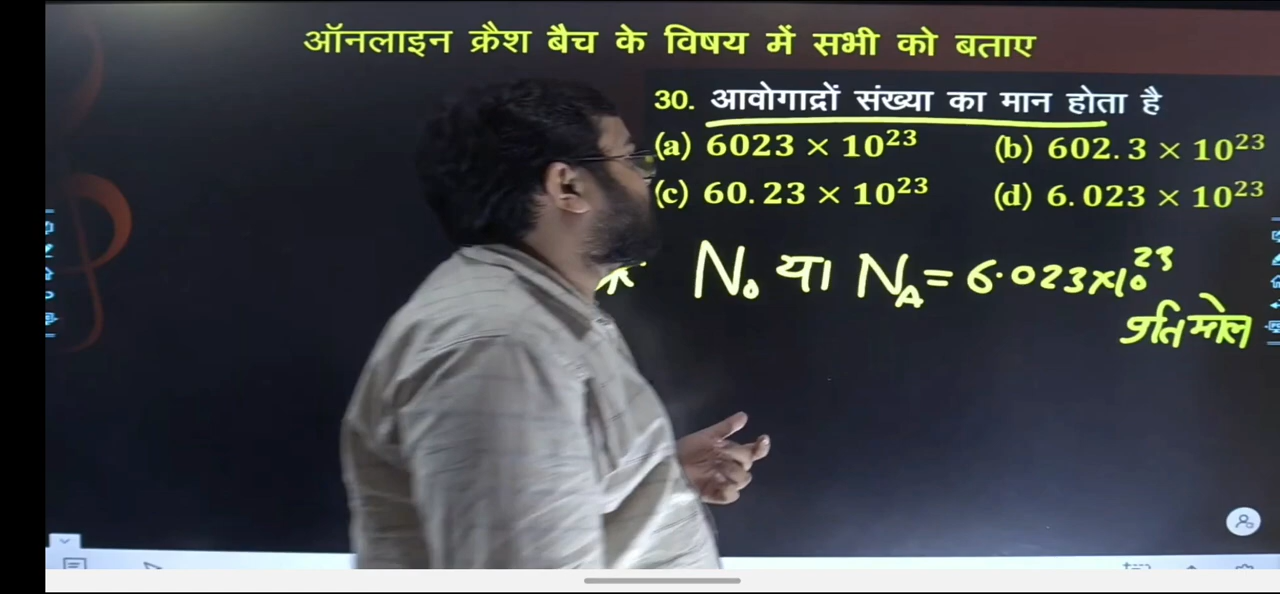 ऑनलाइन क्रैश बैच के विषय में सभी को बताए
30. आवोगाद्रों संख्या का मान होता है
(a) 6023 × 10²³ (b) 602.3 × 10²³
(c) 60.23 × 10²³ (d) 6.023 × 10²³
N₀ या N_A = 6.023×10²³
प्रति मोल